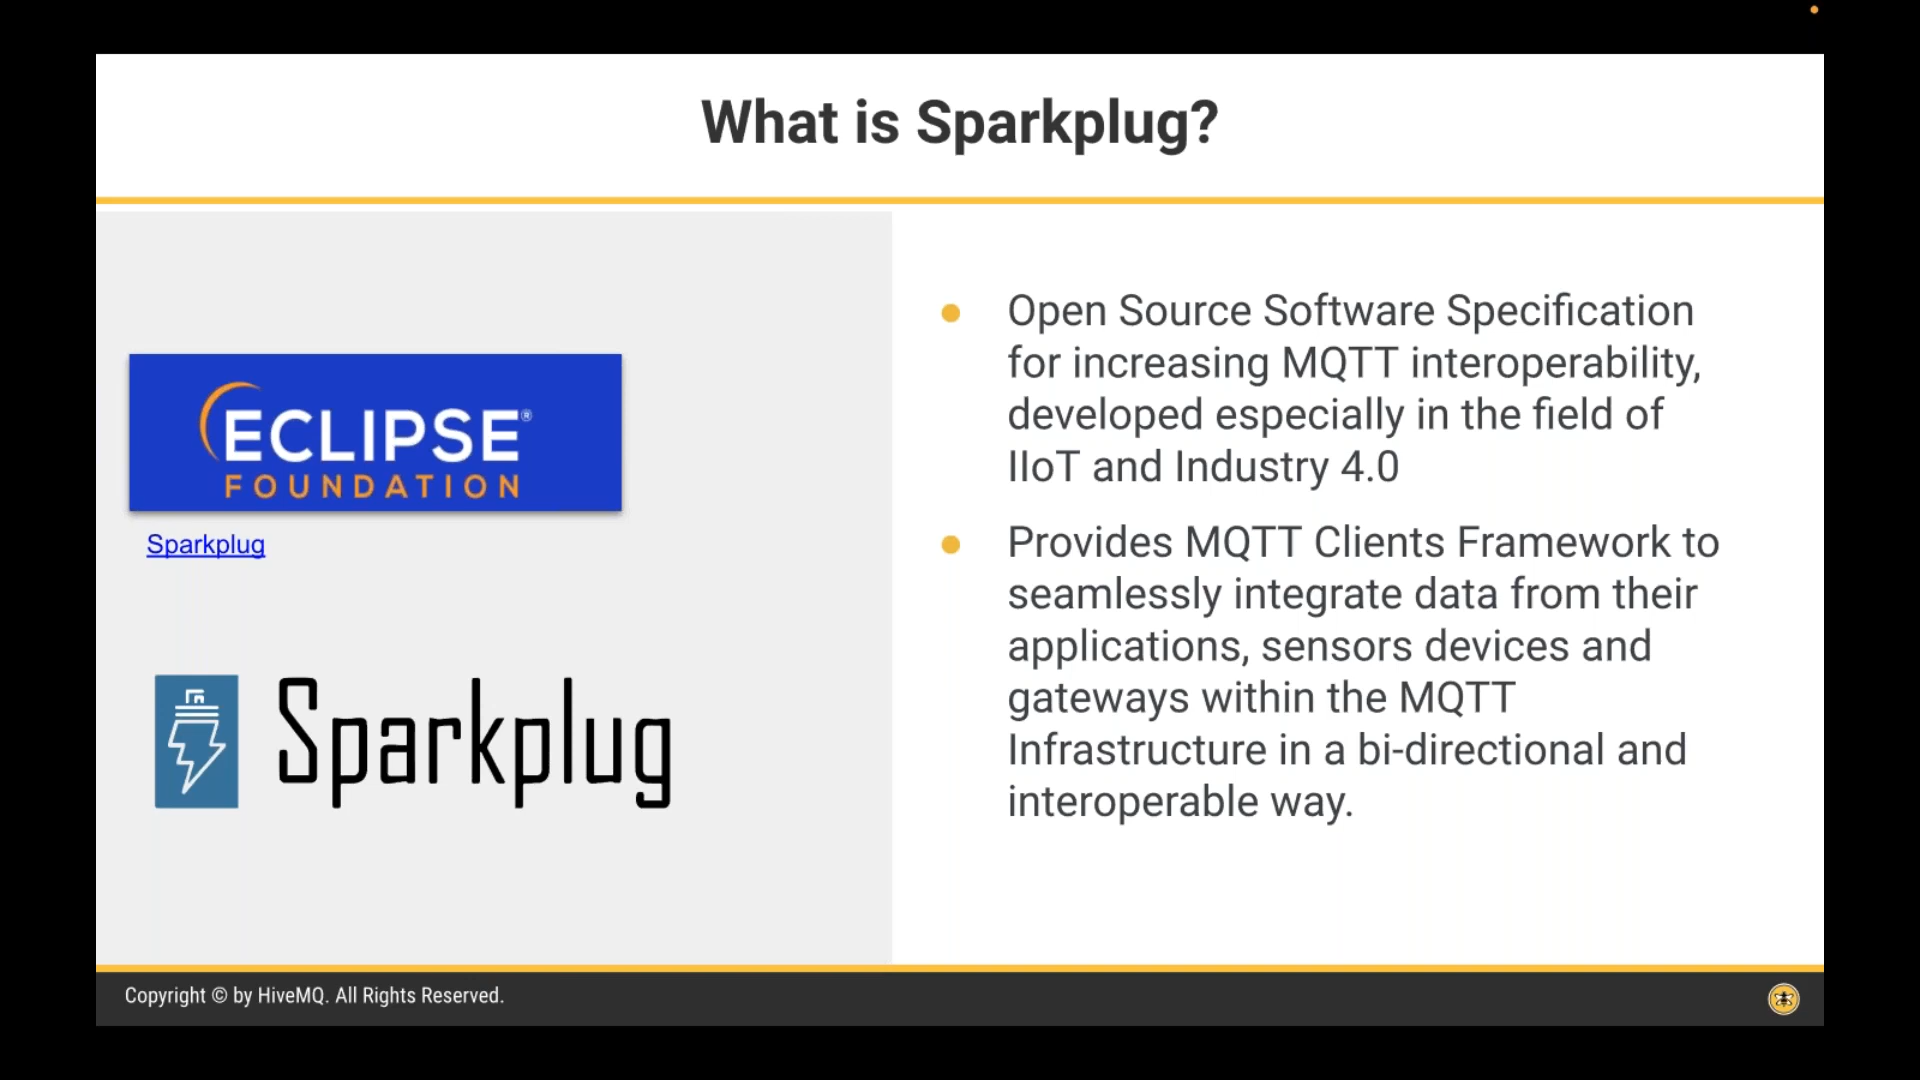 What is Sparkplug?
ECLIPSE®
FOUNDATION
Sparkplug
Sparkplug
● Open Source Software Specification
for increasing MQTT interoperability,
developed especially in the field of
IIoT and Industry 4.0
● Provides MQTT Clients Framework to
seamlessly integrate data from their
applications, sensors devices and
gateways within the MQTT
Infrastructure in a bi-directional and
interoperable way.
Copyright © by HiveMQ. All Rights Reserved.